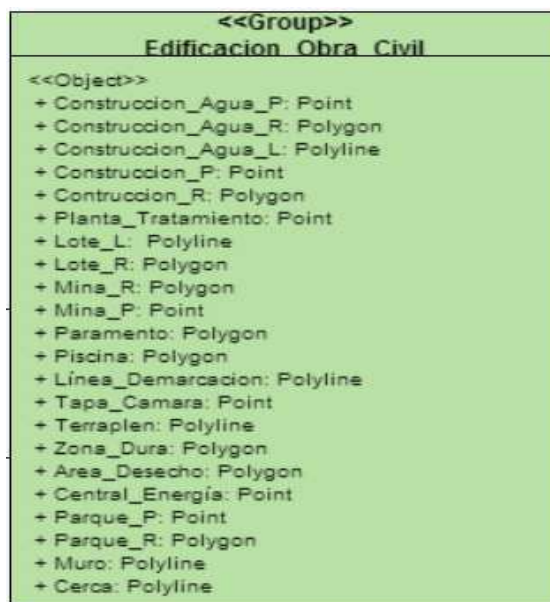 <<Group>>
Edificacion_Obra_Civil
<<Object>>
+ Construccion_Agua_P: Point
+ Construccion_Agua_R: Polygon
+ Construccion_Agua_L: Polyline
+ Construccion_P: Point
+ Contruccion_R: Polygon
+ Planta_Tratamiento: Point
+ Lote_L: Polyline
+ Lote_R: Polygon
+ Mina_R: Polygon
+ Mina_P: Point
+ Paramento: Polygon
+ Piscina: Polygon
+ Línea_Demarcacion: Polyline
+ Tapa_Camara: Point
+ Terraplen: Polyline
+ Zona_Dura: Polygon
+ Area_Desecho: Polygon
+ Central_Energía: Point
+ Parque_P: Point
+ Parque_R: Polygon
+ Muro: Polyline
+ Cerca: Polyline